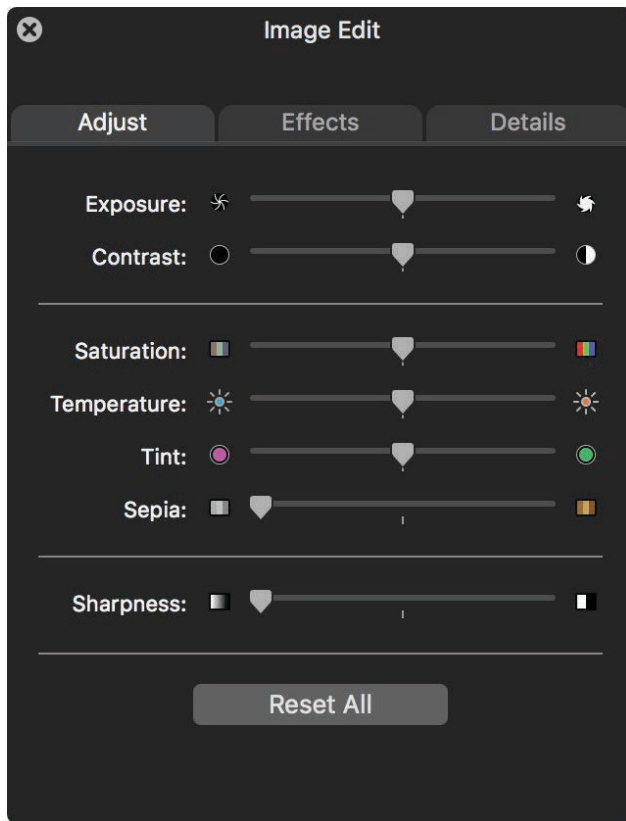 Image Edit
Adjust Effects Details
Exposure:
Contrast:
Saturation:
Temperature:
Tint:
Sepia:
Sharpness:
Reset All